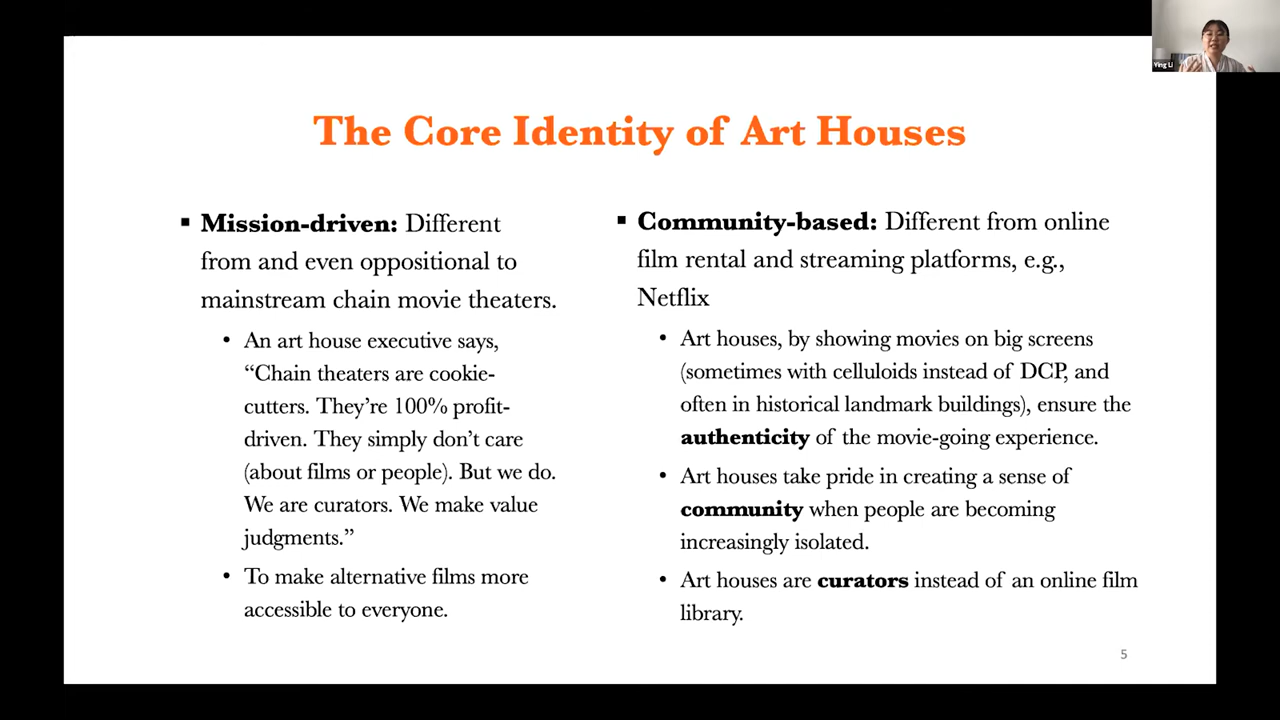 The Core Identity of Art Houses
▪ Mission-driven: Different
from and even oppositional to
mainstream chain movie theaters.
• An art house executive says,
“Chain theaters are cookie-
cutters. They’re 100% profit-
driven. They simply don’t care
(about films or people). But we do.
We are curators. We make value
judgments.”
• To make alternative films more
accessible to everyone.
▪ Community-based: Different from online
film rental and streaming platforms, e.g.,
Netflix
• Art houses, by showing movies on big screens
(sometimes with celluloids instead of DCP, and
often in historical landmark buildings), ensure the
authenticity of the movie-going experience.
• Art houses take pride in creating a sense of
community when people are becoming
increasingly isolated.
• Art houses are curators instead of an online film
library.
5
Ying Li